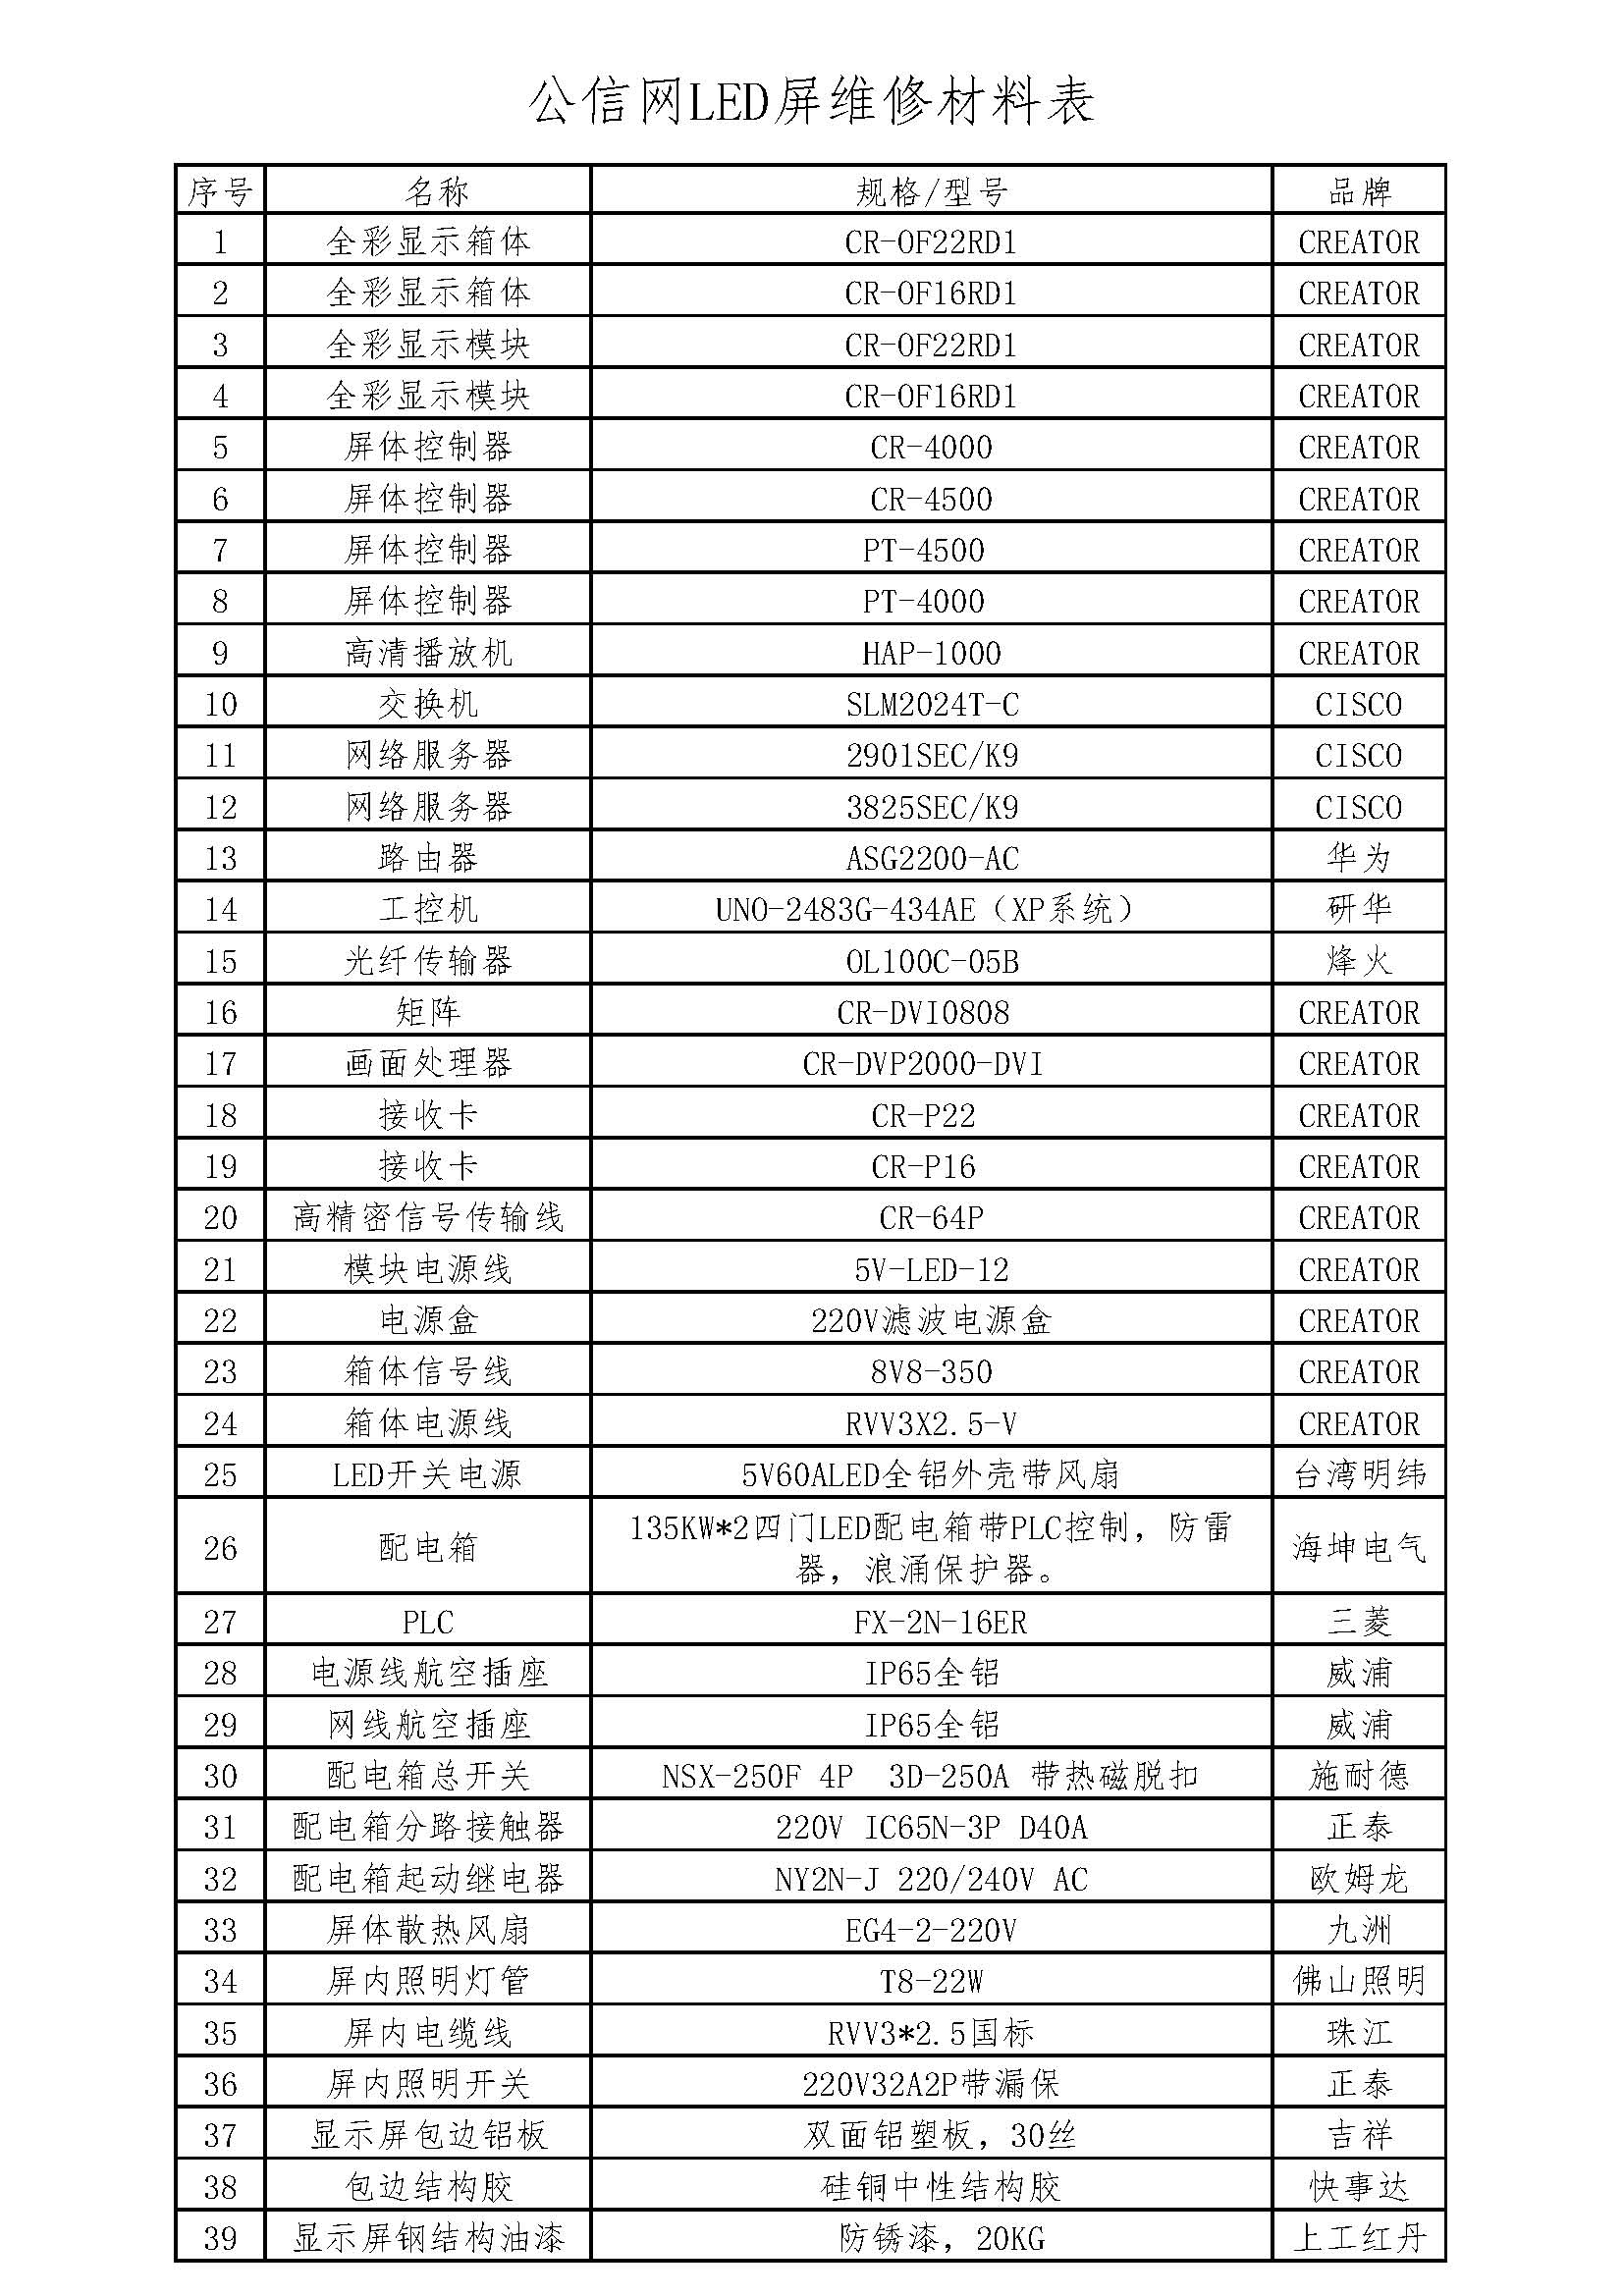 公信网LED屏维修材料表
序号 名称 规格/型号 品牌
1 全彩显示箱体 CR-OF22RD1 CREATOR
2 全彩显示箱体 CR-OF16RD1 CREATOR
3 全彩显示模块 CR-OF22RD1 CREATOR
4 全彩显示模块 CR-OF16RD1 CREATOR
5 屏体控制器 CR-4000 CREATOR
6 屏体控制器 CR-4500 CREATOR
7 屏体控制器 PT-4500 CREATOR
8 屏体控制器 PT-4000 CREATOR
9 高清播放机 HAP-1000 CREATOR
10 交换机 SLM2024T-C CISCO
11 网络服务器 2901SEC/K9 CISCO
12 网络服务器 3825SEC/K9 CISCO
13 路由器 ASG2200-AC 华为
14 工控机 UNO-2483G-434AE（XP系统） 研华
15 光纤传输器 OL100C-05B 烽火
16 矩阵 CR-DVI0808 CREATOR
17 画面处理器 CR-DVP2000-DVI CREATOR
18 接收卡 CR-P22 CREATOR
19 接收卡 CR-P16 CREATOR
20 高精密信号传输线 CR-64P CREATOR
21 模块电源线 5V-LED-12 CREATOR
22 电源盒 220V滤波电源盒 CREATOR
23 箱体信号线 8V8-350 CREATOR
24 箱体电源线 RVV3X2.5-V CREATOR
25 LED开关电源 5V60ALED全铝外壳带风扇 台湾明纬
26 配电箱 135KW*2四门LED配电箱带PLC控制，防雷
器，浪涌保护器。 海坤电气
27 PLC FX-2N-16ER 三菱
28 电源线航空插座 IP65全铝 威浦
29 网线航空插座 IP65全铝 威浦
30 配电箱总开关 NSX-250F 4P  3D-250A 带热磁脱扣 施耐德
31 配电箱分路接触器 220V IC65N-3P D40A 正泰
32 配电箱起动继电器 NY2N-J 220/240V AC 欧姆龙
33 屏体散热风扇 EG4-2-220V 九洲
34 屏内照明灯管 T8-22W 佛山照明
35 屏内电缆线 RVV3*2.5国标 珠江
36 屏内照明开关 220V32A2P带漏保 正泰
37 显示屏包边铝板 双面铝塑板，30丝 吉祥
38 包边结构胶 硅铜中性结构胶 快事达
39 显示屏钢结构油漆 防锈漆，20KG 上工红丹